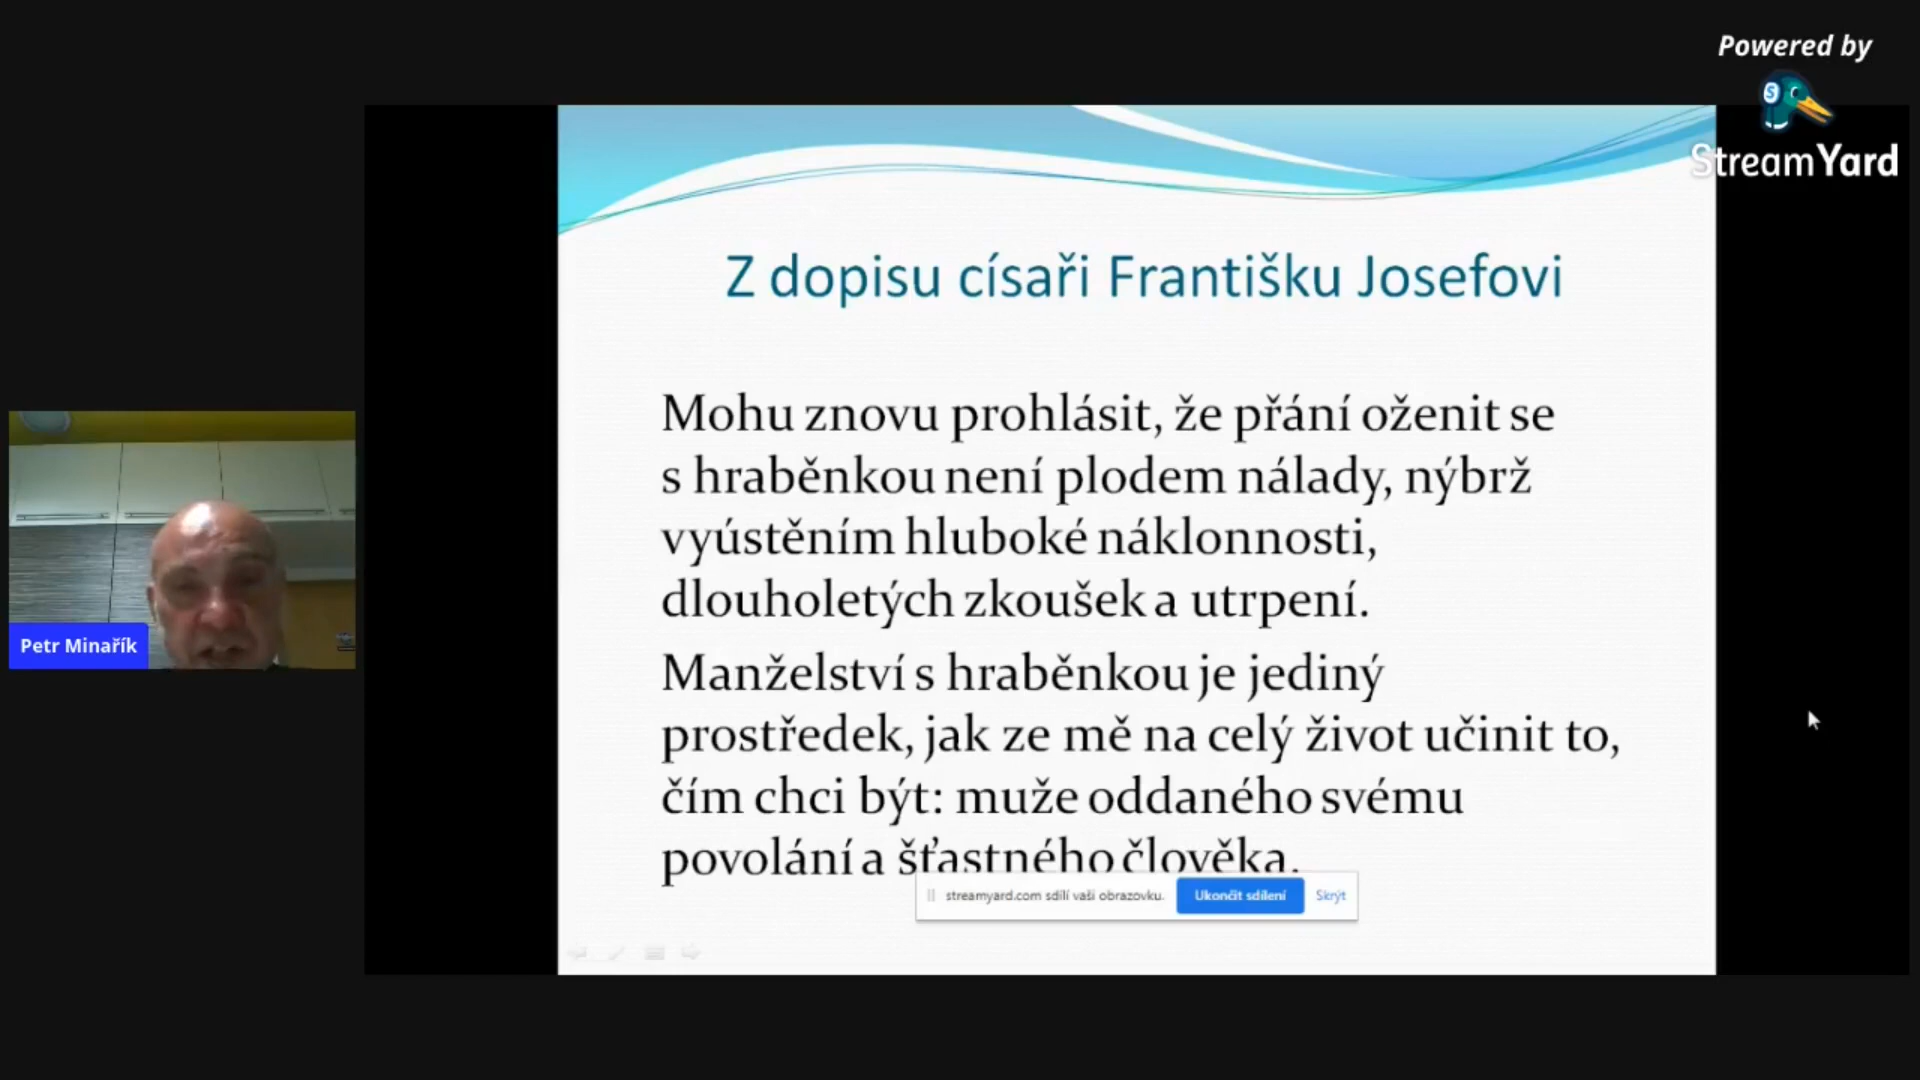 Powered by
StreamYard
Z dopisu císaři Františku Josefovi
Mohu znovu prohlásit, že přání oženit se
s hraběnkou není plodem nálady, nýbrž
vyústěním hluboké náklonnosti,
dlouholetých zkoušek a utrpení.
Manželství s hraběnkou je jediný
prostředek, jak ze mě na celý život učinit to,
čím chci být: muže oddaného svému
povolání a šťastného člověka.
streamyard.com sdílí vaši obrazovku.
Ukončit sdílení
Skrýt
Petr Minařík